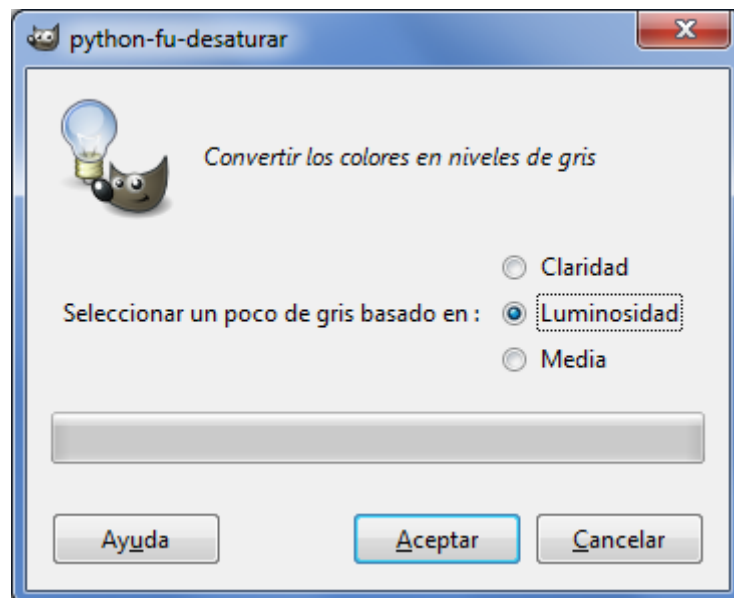 python-fu-desaturar
Convertir los colores en niveles de gris
Claridad
Seleccionar un poco de gris basado en :
Luminosidad
Media
Ayuda
Aceptar
Cancelar